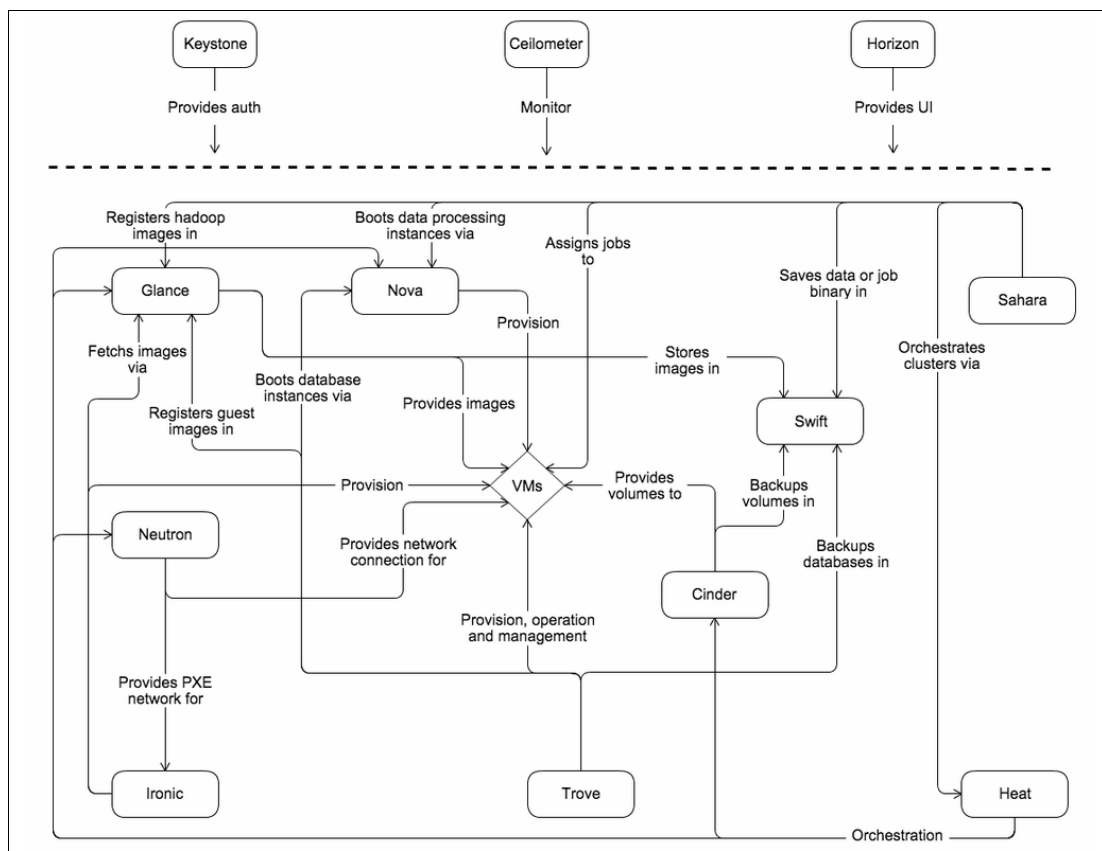 Keystone
Ceilometer
Horizon
Provides auth
Monitor
Provides UI
Registers hadoop
images in
Boots data processing
instances via
Assigns jobs
to
Saves data or job
binary in
Glance
Nova
Sahara
Provision
Fetchs images
via
Stores
images in
Orchestrates
clusters via
Boots database
instances via
Provides images
Registers guest
images in
Swift
Provision
VMs
Provides
volumes to
Backups
volumes in
Neutron
Provides network
connection for
Backups
databases in
Cinder
Provision, operation
and management
Provides PXE
network for
Ironic
Trove
Heat
Orchestration